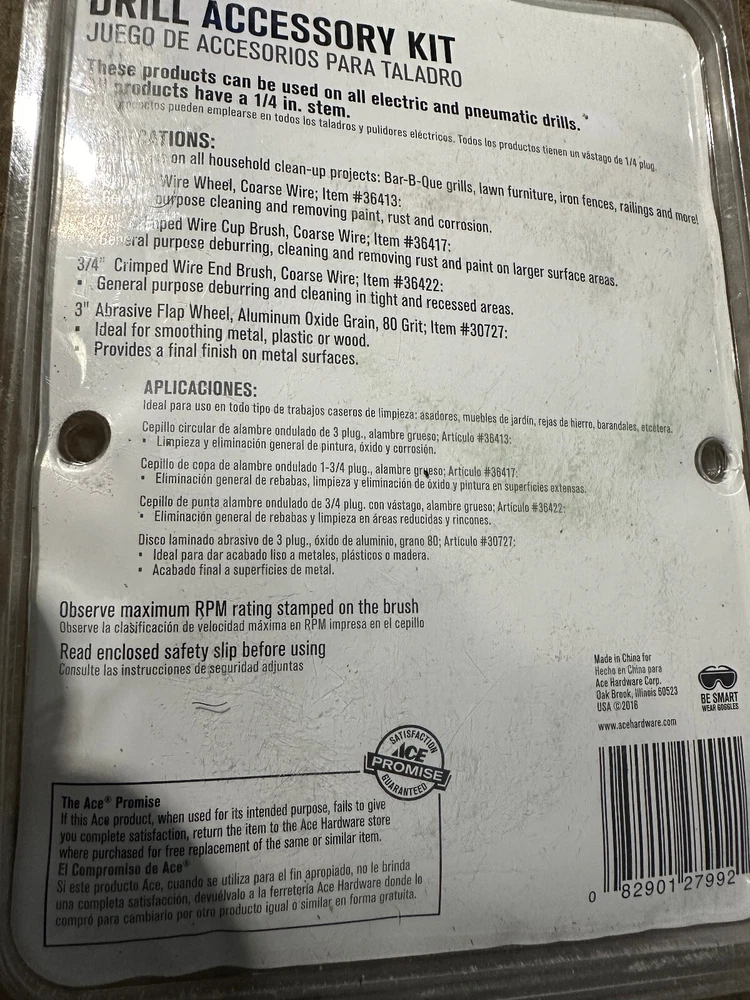 DRILL ACCESSORY KIT
JUEGO DE ACCESORIOS PARA TALADRO
These products can be used on all electric and pneumatic drills.
products have a 1/4 in. stem.
pueden emplearse en todos los taladros y pulidores eléctricos. Todos los productos tienen un vástago de 1/4 plug.
on all household clean-up projects: Bar-B-Que grills, lawn furniture, iron fences, railings and more!
Wire Wheel, Coarse Wire; Item #36413:
purpose cleaning and removing paint, rust and corrosion.
Wire Cup Brush, Coarse Wire; Item #36417:
General purpose deburring, cleaning and removing rust and paint on larger surface areas.
3/4" Crimped Wire End Brush, Coarse Wire; Item #36422:
▪ General purpose deburring and cleaning in tight and recessed areas.
3" Abrasive Flap Wheel, Aluminum Oxide Grain, 80 Grit; Item #30727:
▪ Ideal for smoothing metal, plastic or wood.
▪ Provides a final finish on metal surfaces.
APLICACIONES:
Ideal para uso en todo tipo de trabajos caseros de limpieza: asadores, muebles de jardín, rejas de hierro, barandales, etcétera.
Cepillo circular de alambre ondulado de 3 plug., alambre grueso; Artículo #36413:
▪ Limpieza y eliminación general de pintura, óxido y corrosión.
Cepillo de copa de alambre ondulado 1-3/4 plug., alambre grueso; Artículo #36417:
▪ Eliminación general de rebabas, limpieza y eliminación de óxido y pintura en superficies extensas.
Cepillo de punta alambre ondulado de 3/4 plug. con vástago, alambre grueso; Artículo #36422:
▪ Eliminación general de rebabas y limpieza en áreas reducidas y rincones.
Disco laminado abrasivo de 3 plug., óxido de aluminio, grano 80; Artículo #30727:
▪ Ideal para dar acabado liso a metales, plásticos o madera.
▪ Acabado final a superficies de metal.
Observe maximum RPM rating stamped on the brush
Observe la clasificación de velocidad máxima en RPM impresa en el cepillo
Read enclosed safety slip before using
Consulte las instrucciones de seguridad adjuntas
Made in China for
Hecho en China para
Ace Hardware Corp.
Oak Brook, Illinois 60523
USA ©2016
www.acehardware.com
BE SMART
WEAR GOGGLES
SATISFACTION
ACE
PROMISE
GUARANTEED
The Ace® Promise
If this Ace product, when used for its intended purpose, fails to give
you complete satisfaction, return the item to the Ace Hardware store
where purchased for free replacement of the same or similar item.
El Compromiso de Ace®
Si este producto Ace, cuando se utiliza para el fin apropiado, no le brinda
una completa satisfacción, devuélvalo a la ferretería Ace Hardware donde lo
compró para cambiarlo por otro producto igual o similar en forma gratuita.
0 82901 27992